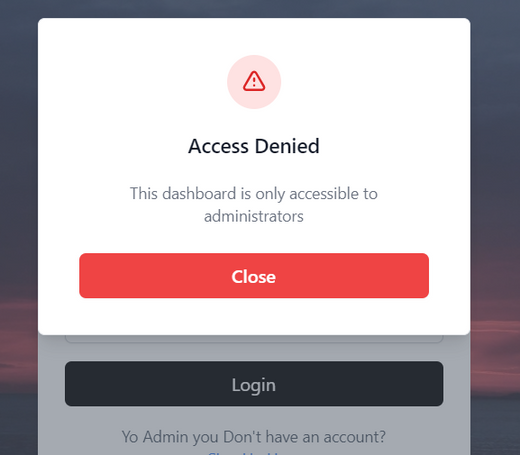 Access Denied
This dashboard is only accessible to
administrators
Close
Login
Yo Admin you Don't have an account?